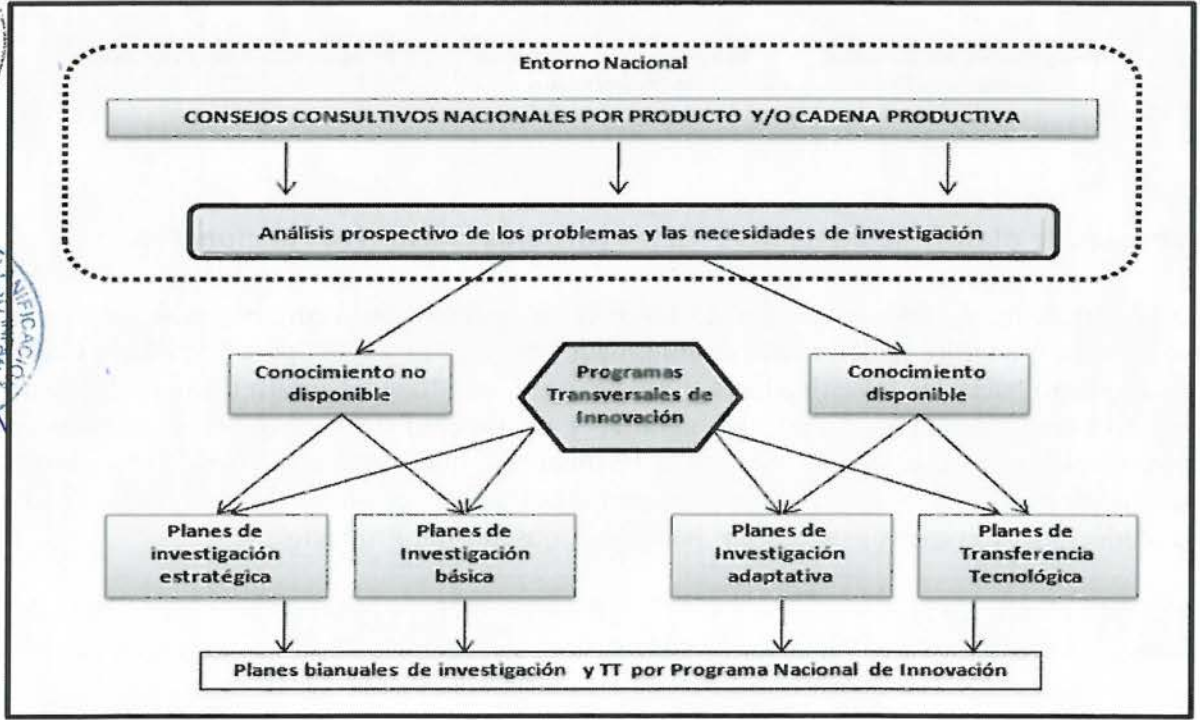 Entorno Nacional
CONSEJOS CONSULTIVOS NACIONALES POR PRODUCTO Y/O CADENA PRODUCTIVA
Análisis prospectivo de los problemas y las necesidades de investigación
Conocimiento no
disponible
Programas
Transversales de
Innovación
Conocimiento
disponible
Planes de
investigación
estratégica
Planes de
Investigación
básica
Planes de
Investigación
adaptativa
Planes de
Transferencia
Tecnológica
Planes bianuales de investigación y TT por Programa Nacional de Innovación